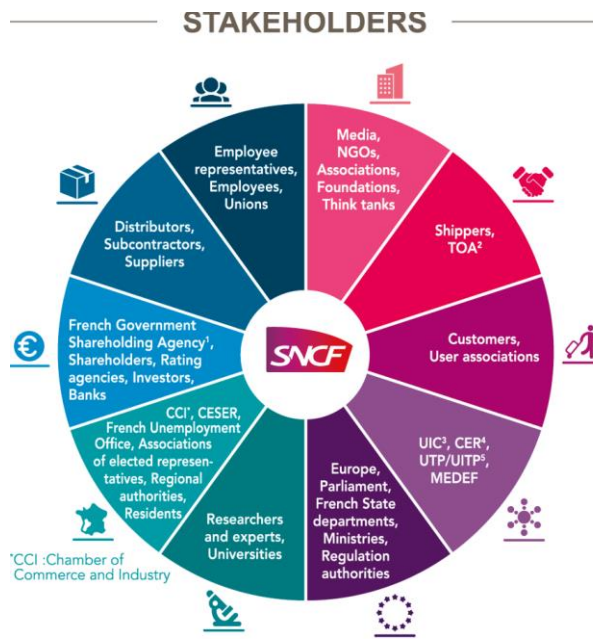 STAKEHOLDERS
Media,
NGOs,
Associations,
Foundations,
Think tanks
Shippers,
TOA²
Customers,
User associations
UIC³, CER⁴,
UTP/UITP⁵,
MEDEF
Europe,
Parliament,
French State
departments,
Ministries,
Regulation
authorities
Researchers
and experts,
Universities
CCI*, CESER,
French Unemployment
Office, Associations
of elected represen-
tatives, Regional
authorities,
Residents
French Government
Shareholding Agency¹,
Shareholders, Rating
agencies, Investors,
Banks
Distributors,
Subcontractors,
Suppliers
Employee
representatives,
Employees,
Unions
SNCF
*CCI :Chamber of
Commerce and Industry